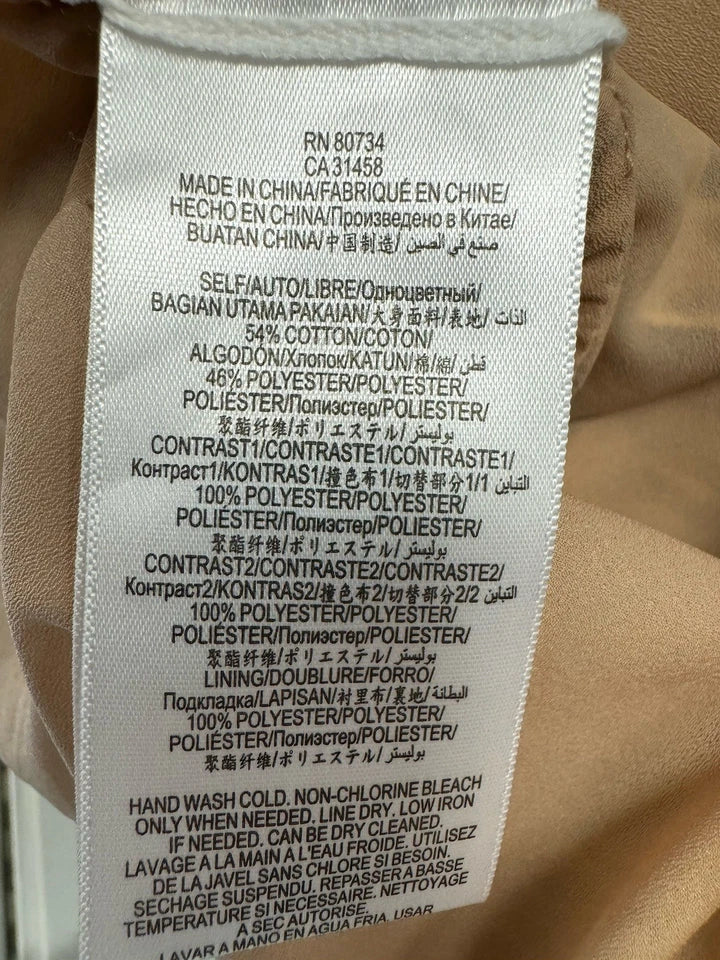 RN 80734
CA 31458
MADE IN CHINA/FABRIQUÉ EN CHINE/
HECHO EN CHINA/Произведено в Китае/
BUATAN CHINA/中国制造/ صنع في الصين
SELF/AUTO/LIBRE/Одноцветный/
BAGIAN UTAMA PAKAIAN/大身面料/表地/ الذات
54% COTTON/COTON/
ALGODÓN/Хлопок/KATUN/棉/綿/ قطن
46% POLYESTER/POLYESTER/
POLIÉSTER/Полиэстер/POLIESTER/
聚酯纤维/ポリエステル/ بوليستر
CONTRAST1/CONTRASTE1/CONTRASTE1/
Контраст1/KONTRAS1/撞色布1/切替部分1/1 التباين
100% POLYESTER/POLYESTER/
POLIÉSTER/Полиэстер/POLIESTER/
聚酯纤维/ポリエステル/ بوليستر
CONTRAST2/CONTRASTE2/CONTRASTE2/
Контраст2/KONTRAS2/撞色布2/切替部分2/2 التباين
100% POLYESTER/POLYESTER/
POLIÉSTER/Полиэстер/POLIESTER/
聚酯纤维/ポリエステル/ بوليستر
LINING/DOUBLURE/FORRO/
Подкладка/LAPISAN/衬里布/裏地/ البطانة
100% POLYESTER/POLYESTER/
POLIÉSTER/Полиэстер/POLIESTER/
聚酯纤维/ポリエステル/ بوليستر
HAND WASH COLD. NON-CHLORINE BLEACH
ONLY WHEN NEEDED. LINE DRY. LOW IRON
IF NEEDED. CAN BE DRY CLEANED.
LAVAGE A LA MAIN A L'EAU FROIDE. UTILISEZ
DE LA JAVEL SANS CHLORE SI BESOIN.
SECHAGE SUSPENDU. REPASSER A BASSE
TEMPERATURE SI NECESSAIRE. NETTOYAGE
A SEC AUTORISE.
LAVAR A MANO EN AGUA FRIA. USAR